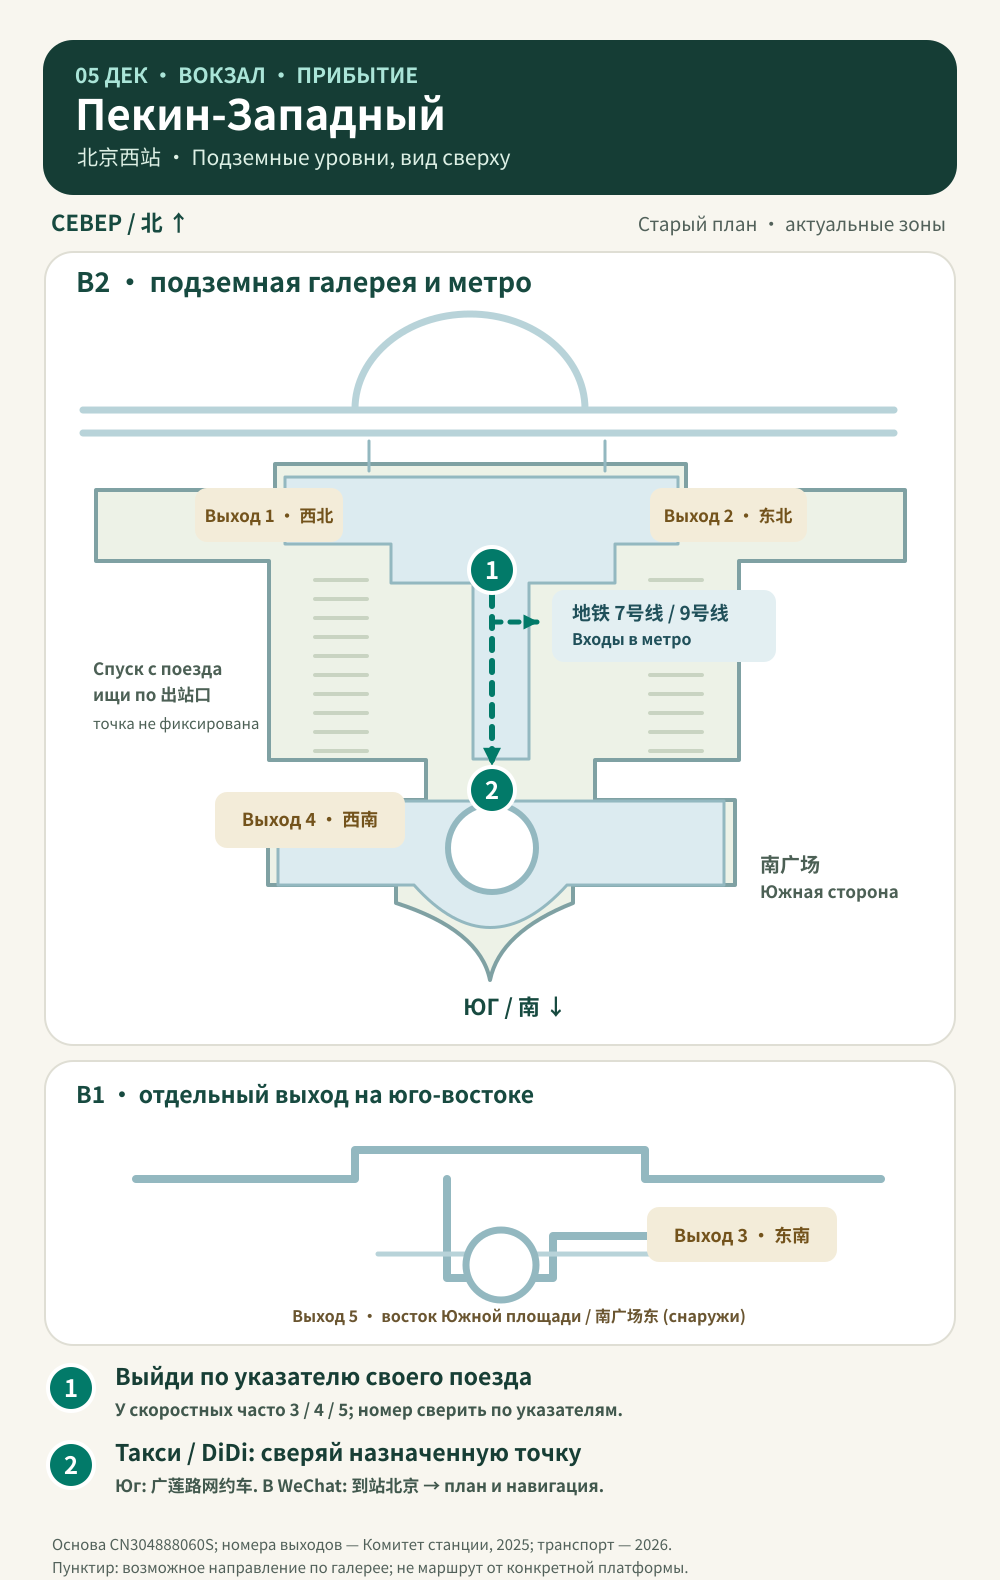 05 ДЕК • ВОКЗАЛ • ПРИБЫТИЕ
Пекин-Западный
北京西站 • Подземные уровни, вид сверху
СЕВЕР / 北 ↑
Старый план • актуальные зоны
B2 • подземная галерея и метро
Выход 1 • 西北
Выход 2 • 东北
1
地铁 7号线 / 9号线
Входы в метро
Спуск с поезда
ищи по 出站口
точка не фиксирована
2
Выход 4 • 西南
南广场
Южная сторона
ЮГ / 南 ↓
B1 • отдельный выход на юго-востоке
Выход 3 • 东南
Выход 5 • восток Южной площади / 南广场东 (снаружи)
1
Выйди по указателю своего поезда
У скоростных часто 3 / 4 / 5; номер сверить по указателям.
2
Такси / DiDi: сверяй назначенную точку
Юг: 广莲路网约车. В WeChat: 到站北京 → план и навигация.
Основа CN304888060S; номера выходов — Комитет станции, 2025; транспорт — 2026.
Пунктир: возможное направление по галерее; не маршрут от конкретной платформы.